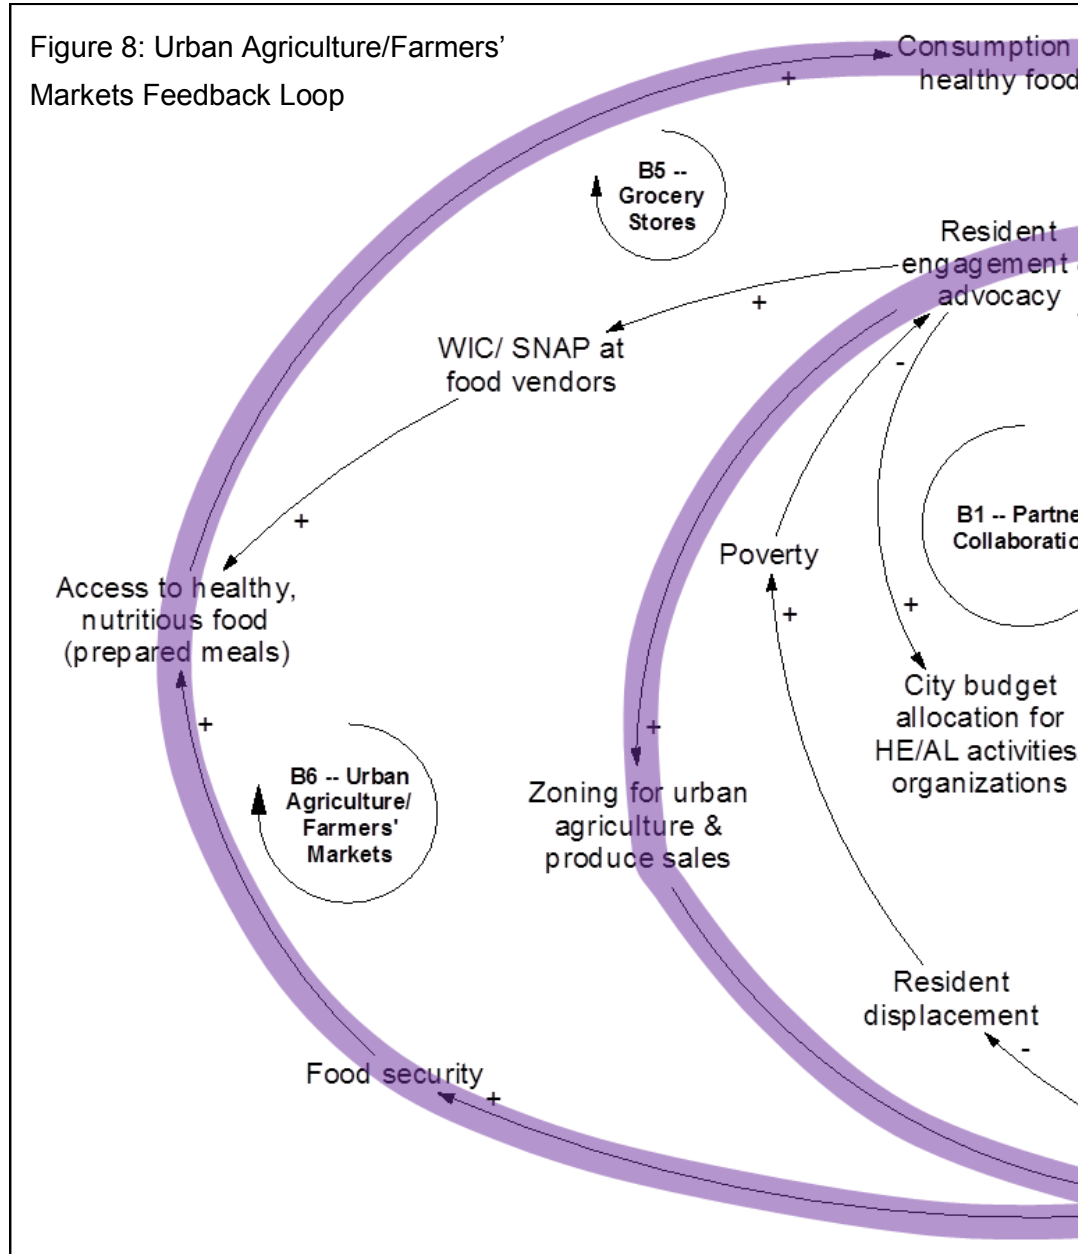 Figure 8: Urban Agriculture/Farmers'
Markets Feedback Loop
Consumption
healthy food
+
B5 --
Grocery
Stores
Resident
engagement
advocacy
+
WIC/ SNAP at
food vendors
-
B1 -- Partne
Collaboratio
+
Poverty
Access to healthy,
nutritious food
(prepared meals)
+
+
City budget
allocation for
HE/AL activities
organizations
+
+
B6 -- Urban
Agriculture/
Farmers'
Markets
Zoning for urban
agriculture &
produce sales
Resident
displacement
-
Food security
+